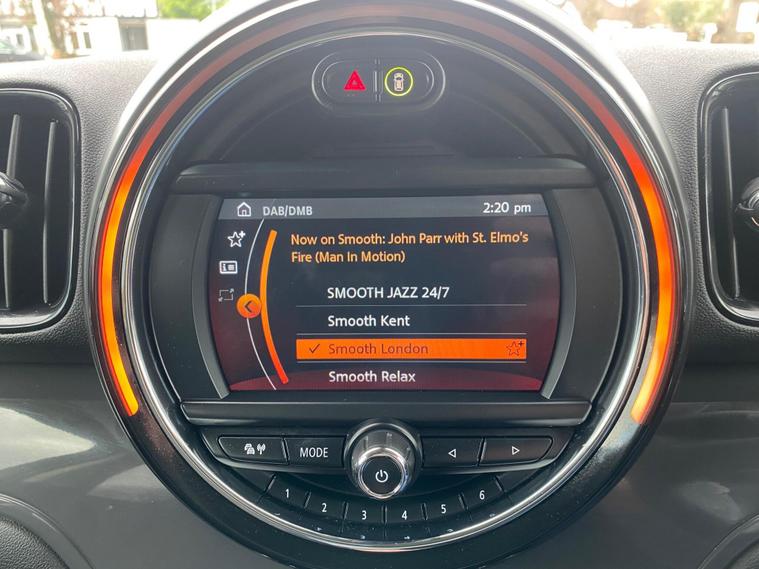 DAB/DMB 2:20 pm
Now on Smooth: John Parr with St. Elmo's
Fire (Man In Motion)
SMOOTH JAZZ 24/7
Smooth Kent
Smooth London
Smooth Relax
MODE
1 2 3 4 5 6